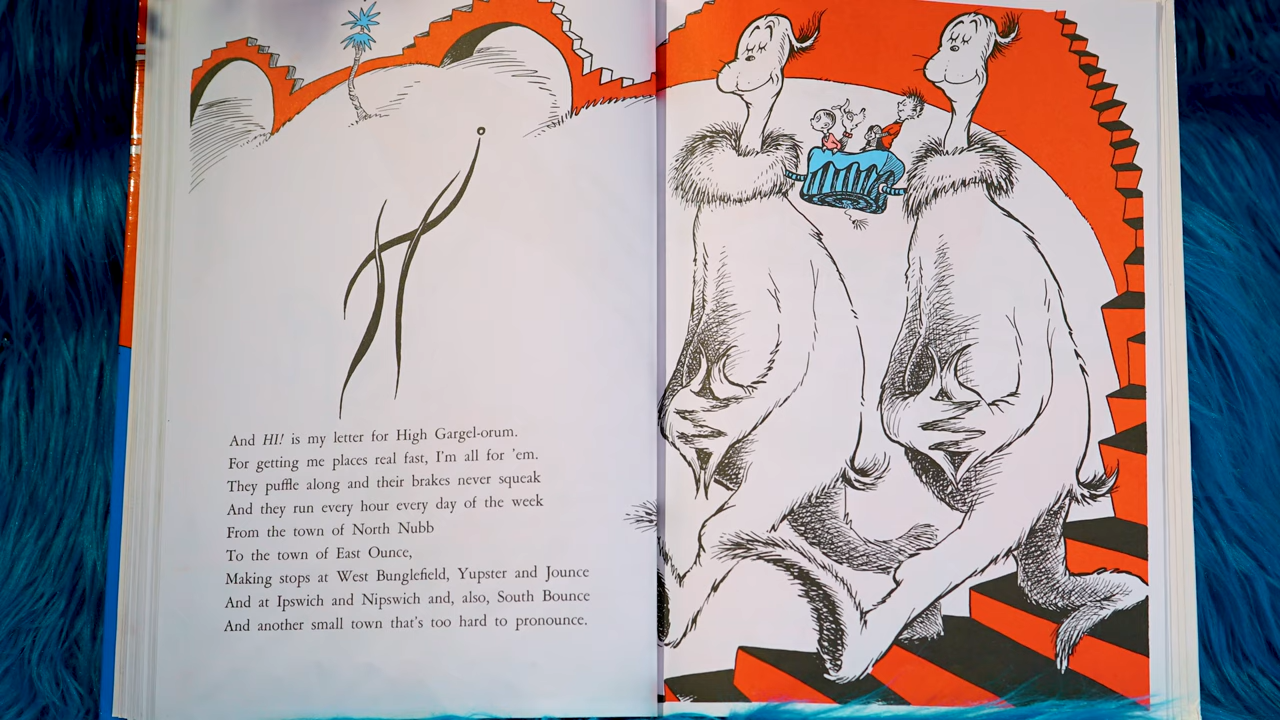 And HI! is my letter for High Gargel-orum.
For getting me places real fast, I'm all for 'em.
They puffle along and their brakes never squeak
And they run every hour every day of the week
From the town of North Nubb
To the town of East Ounce,
Making stops at West Bunglefield, Yupster and Jounce
And at Ipswich and Nipswich and, also, South Bounce
And another small town that's too hard to pronounce.